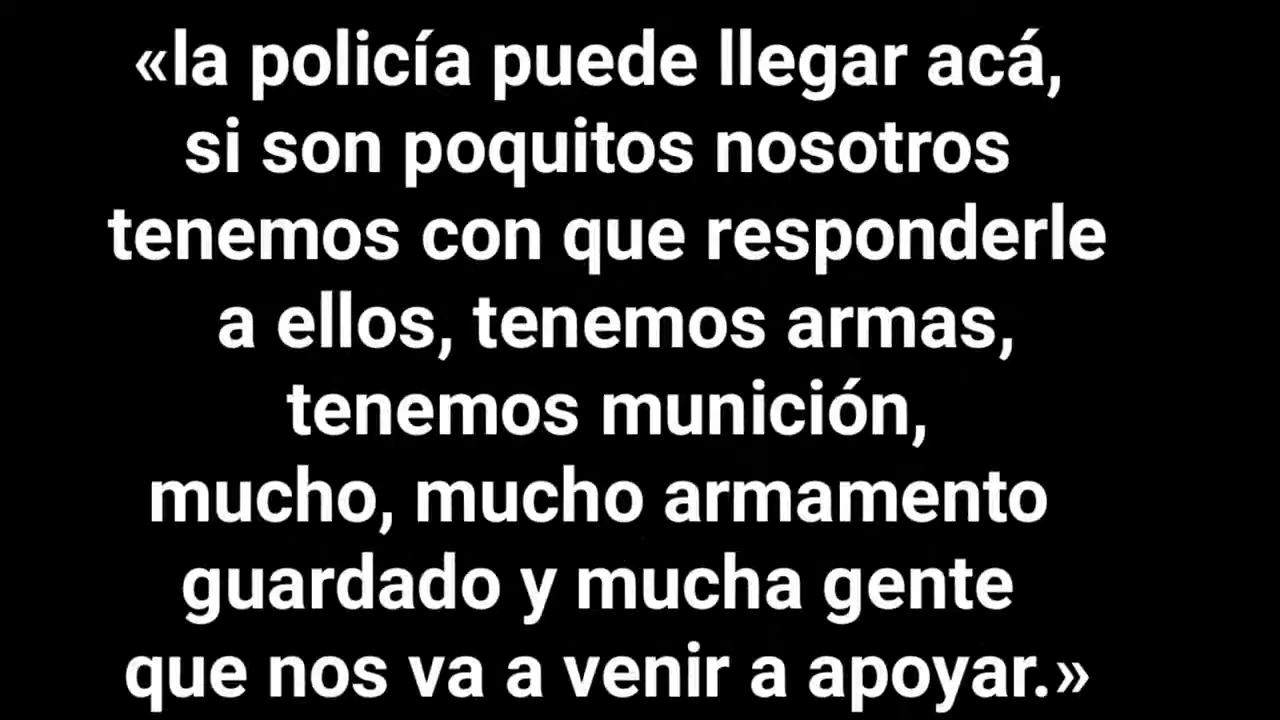 «la policía puede llegar acá,
si son poquitos nosotros
tenemos con que responderle
a ellos, tenemos armas,
tenemos munición,
mucho, mucho armamento
guardado y mucha gente
que nos va a venir a apoyar.»